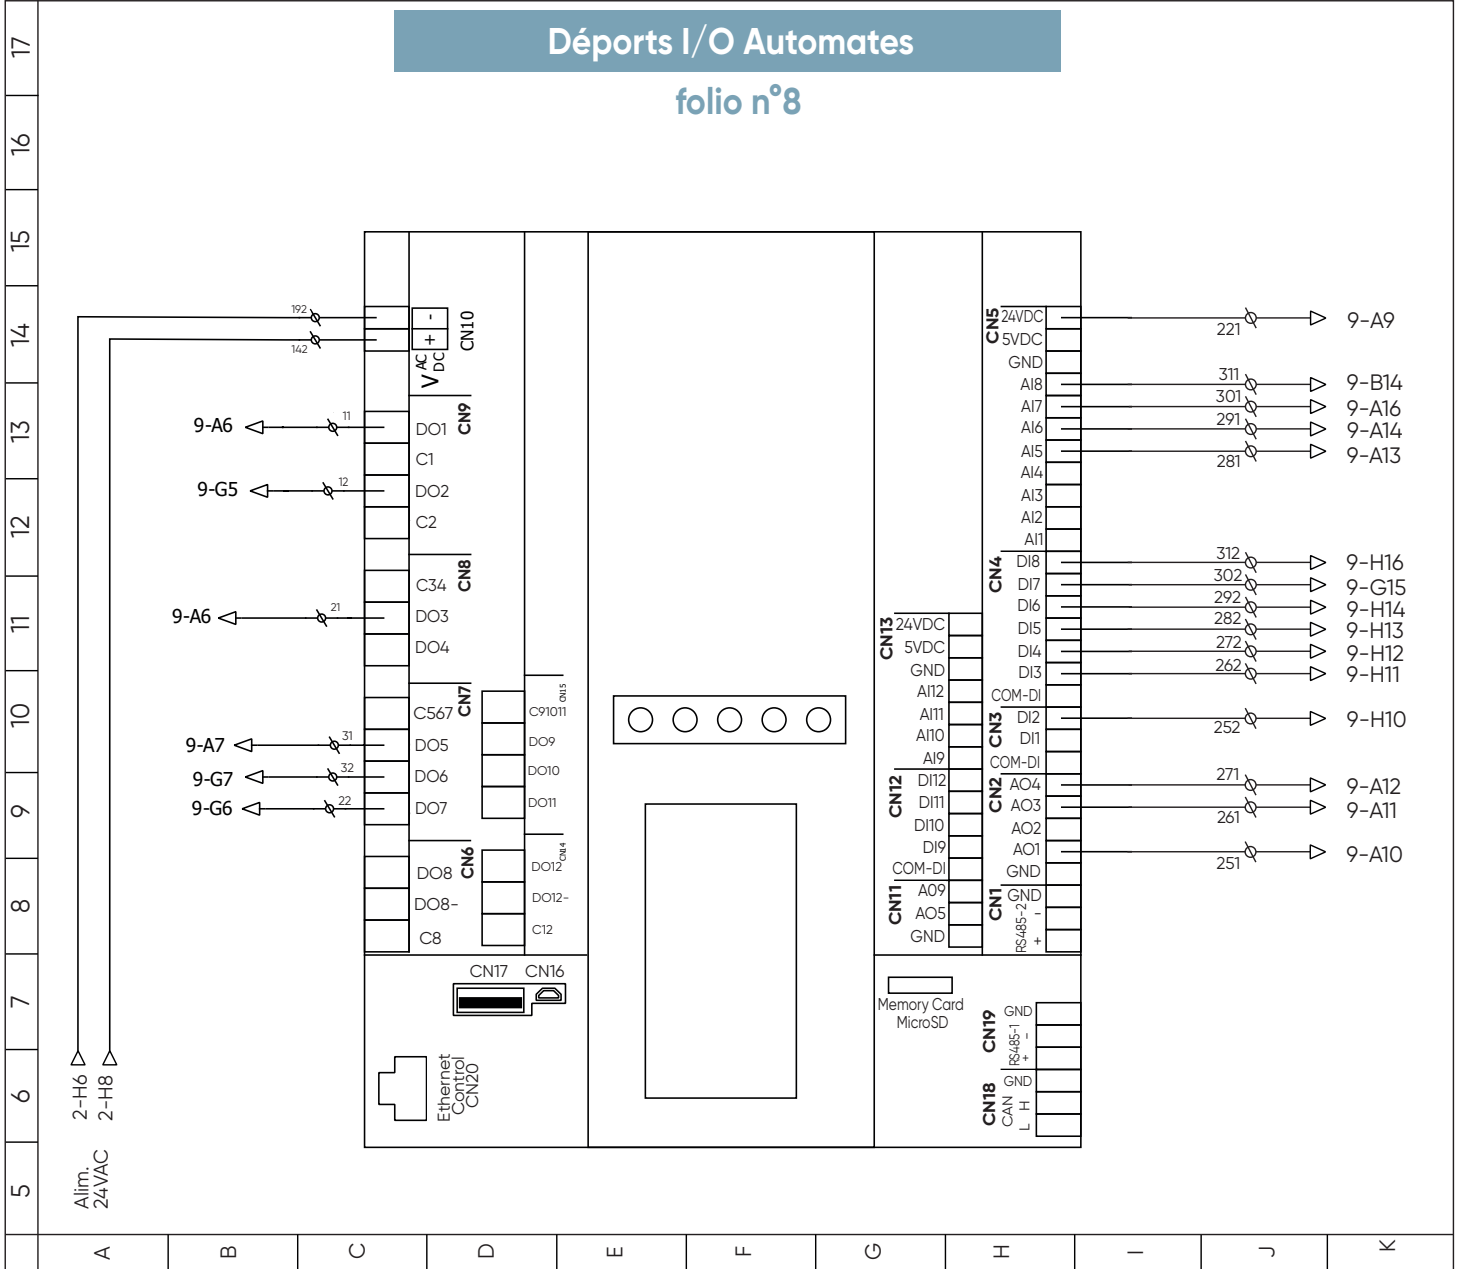 Déports I/O Automates
folio n°8
17
16
15
14
13
12
11
10
9
8
7
6
5
A
B
C
D
E
F
G
H
I
J
K
192
142
- +
CN10
V AC DC
9-A6
11
DO1
CN9
C1
9-G5
12
DO2
C2
C34
CN8
9-A6
21
DO3
DO4
C567
CN7
9-A7
31
DO5
9-G7
32
DO6
9-G6
22
DO7
DO8
CN6
DO8-
C8
CN15
C91011
DO9
DO10
DO11
CN14
DO12
DO12-
C12
CN17
CN16
Ethernet
Control
CN20
2-H6
2-H8
Alim.
24VAC
CN13
24VDC
5VDC
GND
AI12
AI11
AI10
AI9
CN12
DI12
DI11
DI10
DI9
COM-DI
CN11
A09
AO5
GND
Memory Card
MicroSD
CN5
24VDC
221
9-A9
5VDC
GND
AI8
311
9-B14
AI7
301
9-A16
AI6
291
9-A14
AI5
281
9-A13
AI4
AI3
AI2
AI1
CN4
DI8
312
9-H16
DI7
302
9-G15
DI6
292
9-H14
DI5
282
9-H13
DI4
272
9-H12
DI3
262
9-H11
COM-DI
CN3
DI2
252
9-H10
DI1
COM-DI
CN2
AO4
271
9-A12
AO3
261
9-A11
AO2
AO1
251
9-A10
GND
CN1
GND
RS485-2
-
+
CN19
GND
RS485-1
-
+
CN18
GND
CAN
H
L